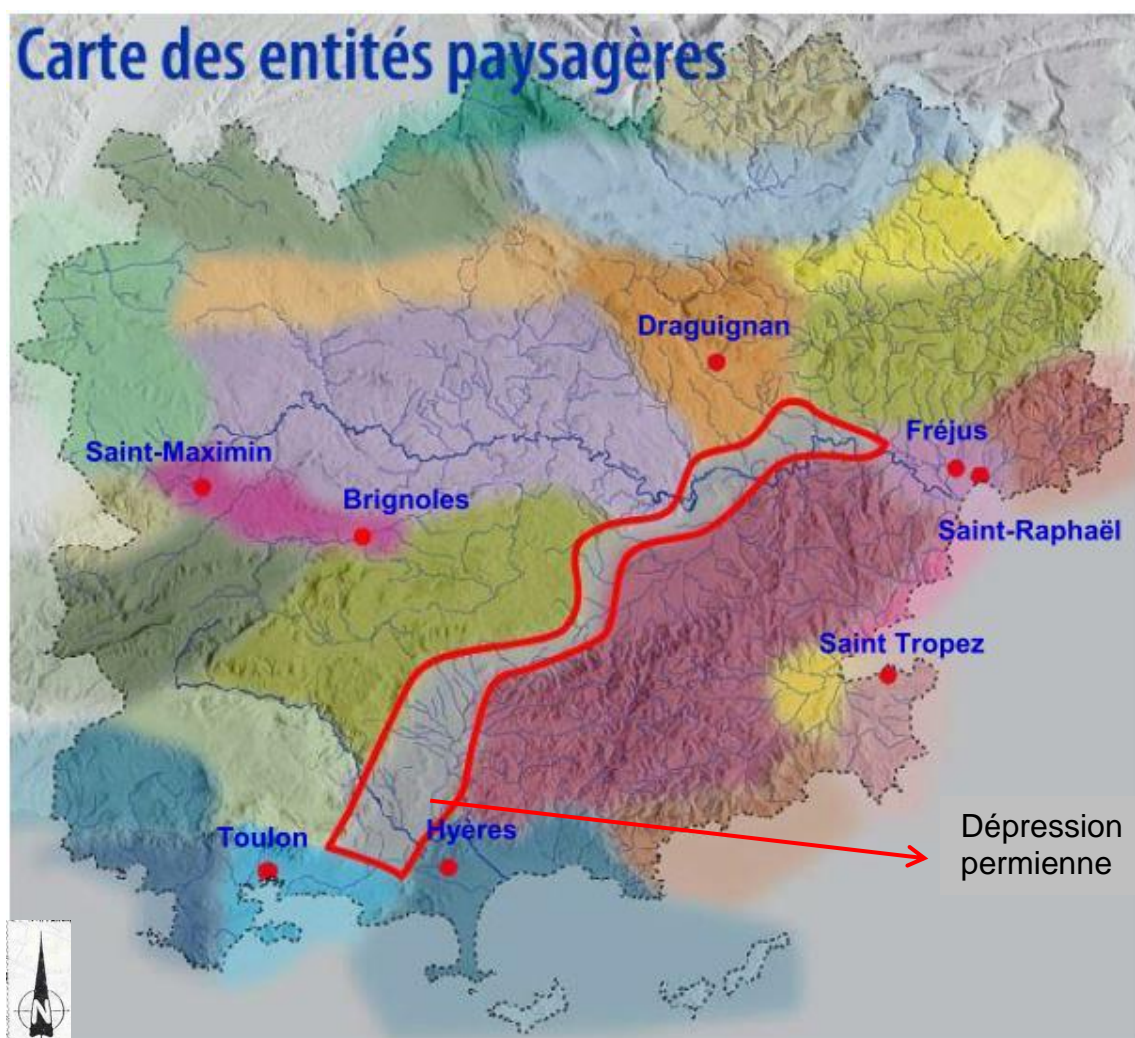 Carte des entités paysagères
Draguignan
Fréjus
Saint-Maximin
Brignoles
Saint-Raphaël
Saint Tropez
Dépression
permienne
Toulon
Hyères
N